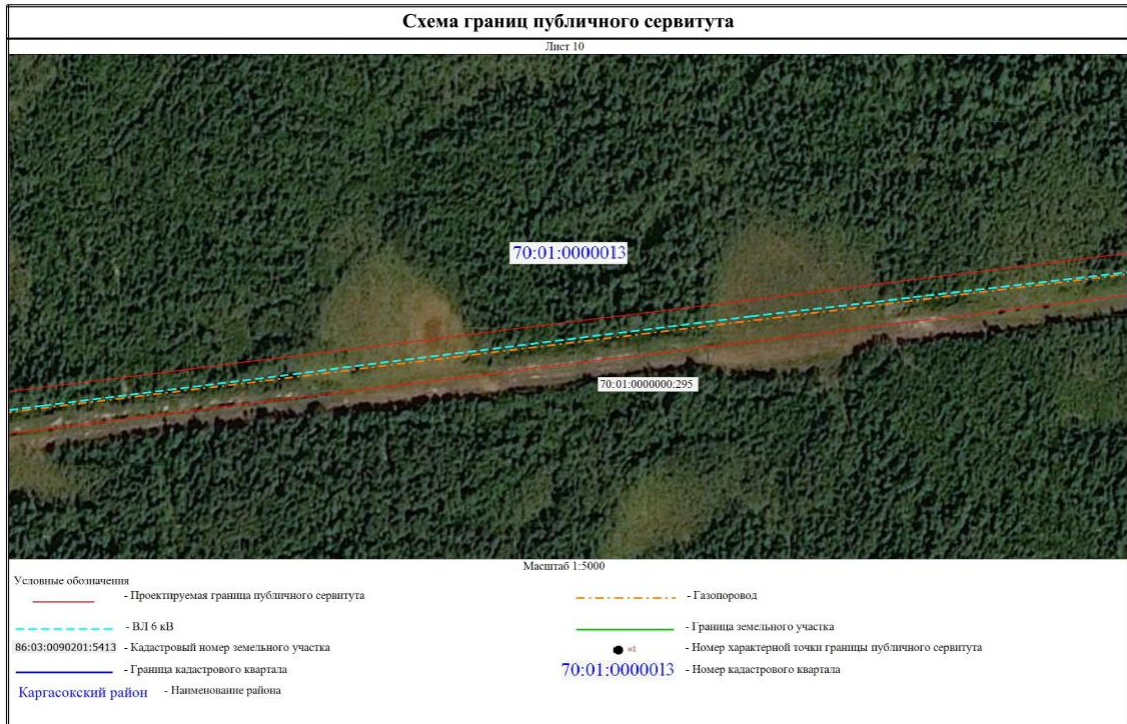 Схема границ публичного сервитута
Лист 10
70:01:0000013
70:01:0000000:295
Масштаб 1:5000
Условные обозначения
- Проектируемая граница публичного сервитута
- Газопоровод
- ВЛ 6 кВ
- Граница земельного участка
86:03:0090201:5413 - Кадастровый номер земельного участка
н1 - Номер характерной точки границы публичного сервитута
- Граница кадастрового квартала
70:01:0000013 - Номер кадастрового квартала
Каргасокский район - Наименование района